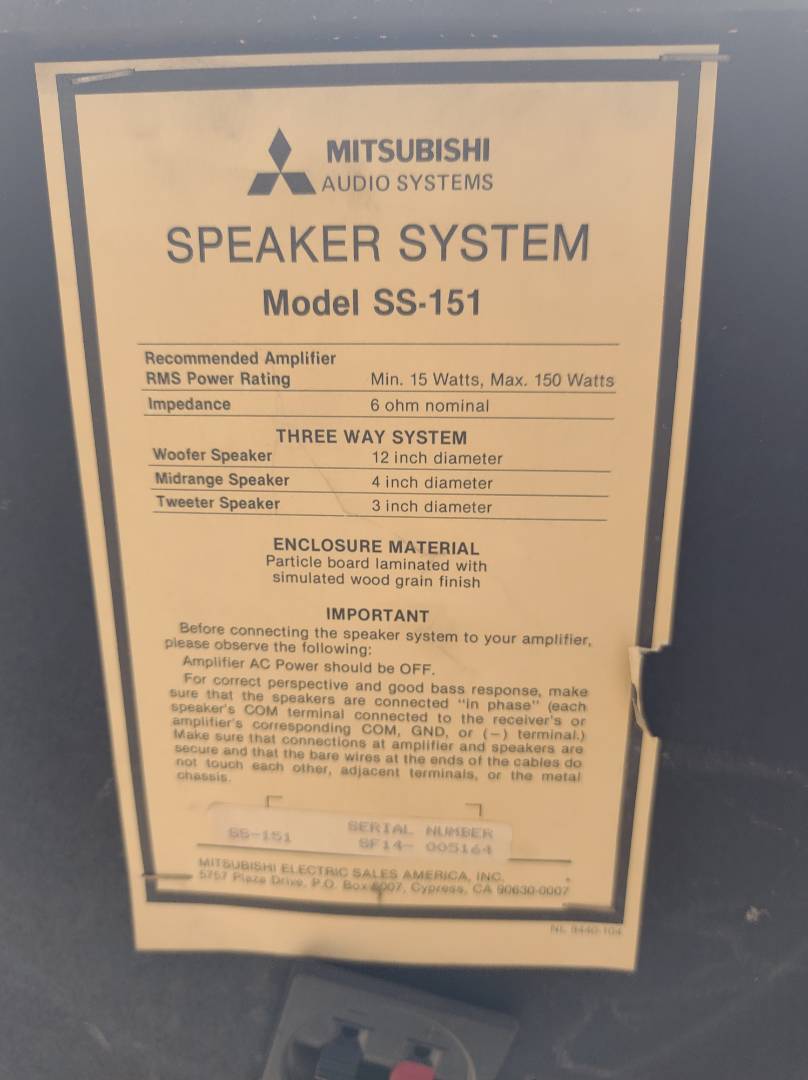 MITSUBISHI
AUDIO SYSTEMS
SPEAKER SYSTEM
Model SS-151
Recommended Amplifier
RMS Power Rating Min. 15 Watts, Max. 150 Watts
Impedance 6 ohm nominal
THREE WAY SYSTEM
Woofer Speaker 12 inch diameter
Midrange Speaker 4 inch diameter
Tweeter Speaker 3 inch diameter
ENCLOSURE MATERIAL
Particle board laminated with
simulated wood grain finish
IMPORTANT
Before connecting the speaker system to your amplifier,
please observe the following:
Amplifier AC Power should be OFF.
For correct perspective and good bass response, make
sure that the speakers are connected "in phase" (each
speaker's COM terminal connected to the receiver's or
amplifier's corresponding COM, GND, or (−) terminal.)
Make sure that connections at amplifier and speakers are
secure and that the bare wires at the ends of the cables do
not touch each other, adjacent terminals, or the metal
chassis.
SS-151 SERIAL NUMBER
SF14- 005164
MITSUBISHI ELECTRIC SALES AMERICA, INC.
5757 Plaza Drive, P.O. Box 6007, Cypress, CA 90630-0007